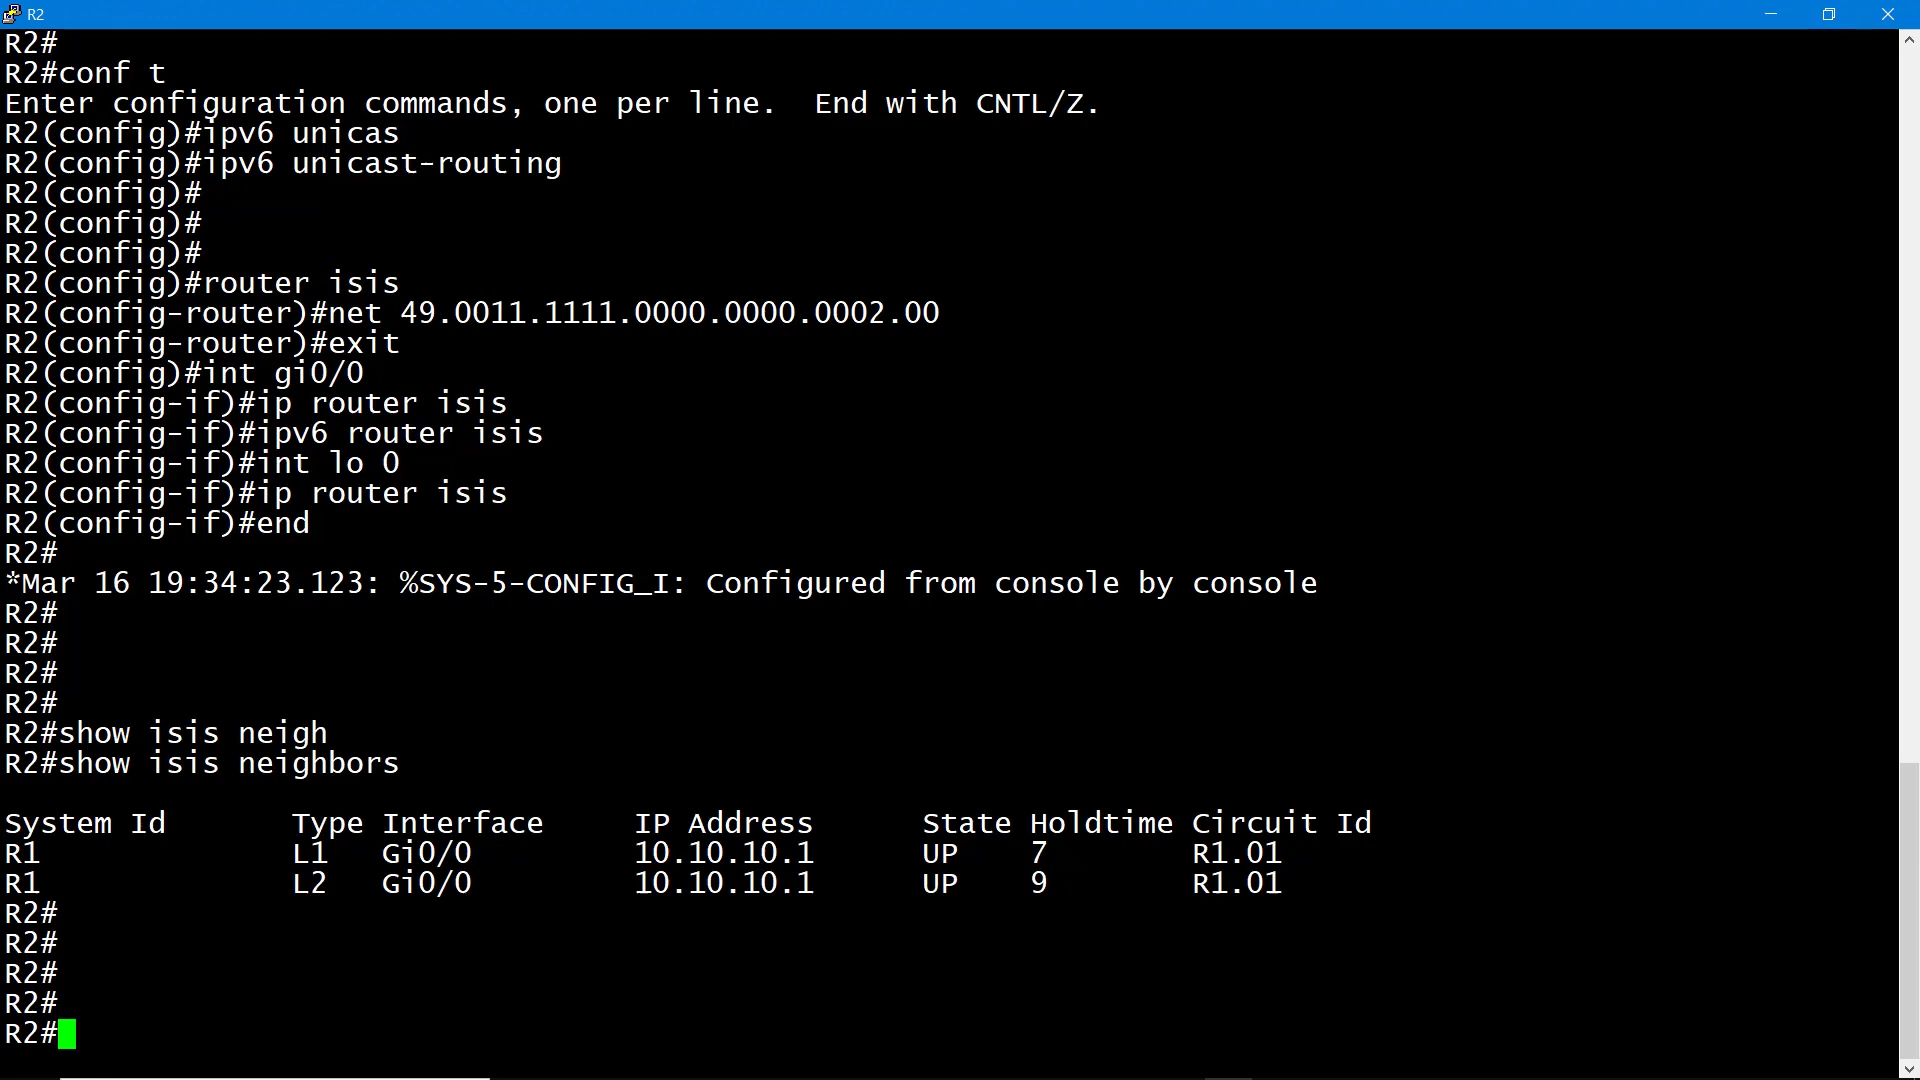 R2
R2#
R2#conf t
Enter configuration commands, one per line.  End with CNTL/Z.
R2(config)#ipv6 unicas
R2(config)#ipv6 unicast-routing
R2(config)#
R2(config)#
R2(config)#
R2(config)#router isis
R2(config-router)#net 49.0011.1111.0000.0000.0002.00
R2(config-router)#exit
R2(config)#int gi0/0
R2(config-if)#ip router isis
R2(config-if)#ipv6 router isis
R2(config-if)#int lo 0
R2(config-if)#ip router isis
R2(config-if)#end
R2#
*Mar 16 19:34:23.123: %SYS-5-CONFIG_I: Configured from console by console
R2#
R2#
R2#
R2#
R2#show isis neigh
R2#show isis neighbors
System Id       Type Interface     IP Address      State Holdtime Circuit Id
R1              L1   Gi0/0         10.10.10.1      UP    7        R1.01
R1              L2   Gi0/0         10.10.10.1      UP    9        R1.01
R2#
R2#
R2#
R2#
R2#